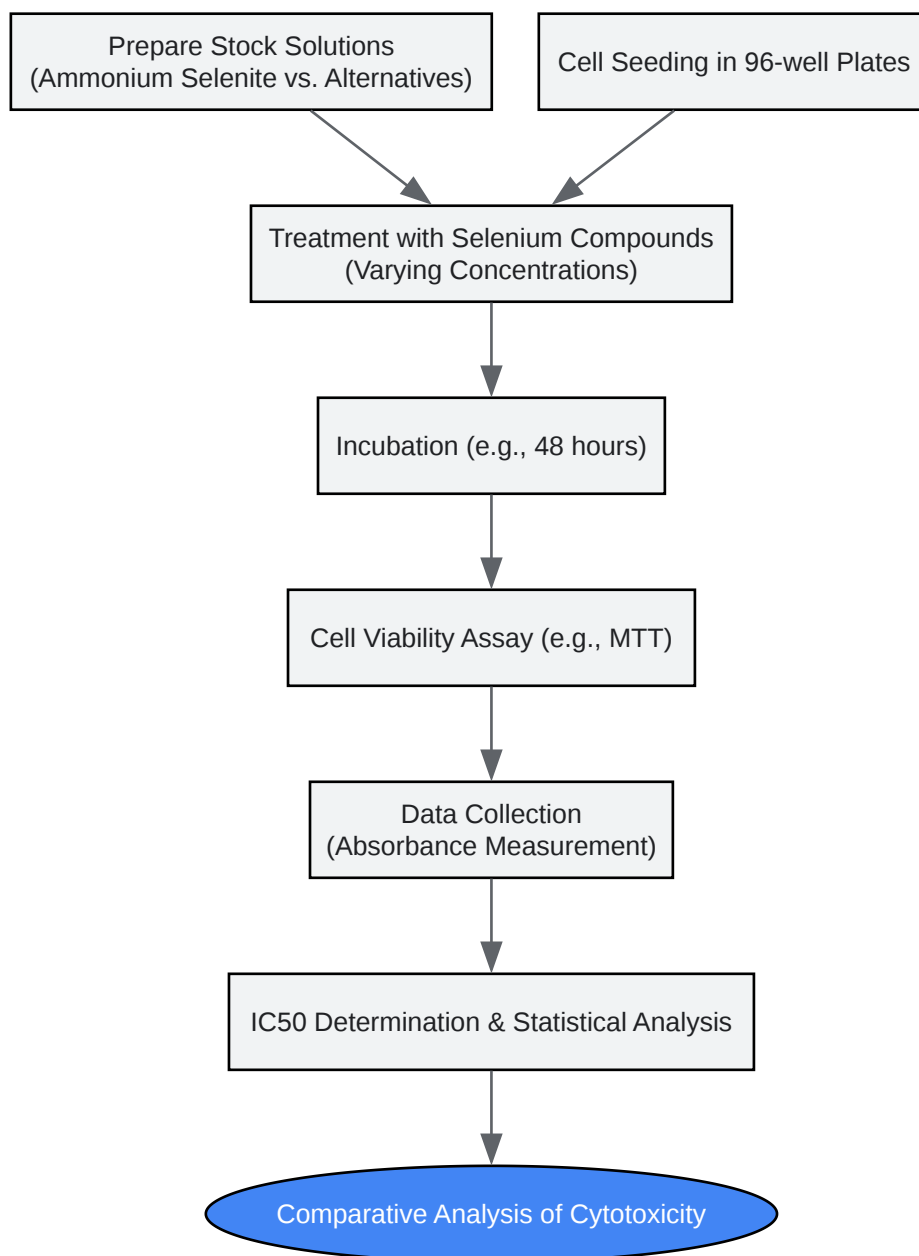 Prepare Stock Solutions
(Ammonium Selenite vs. Alternatives)
Cell Seeding in 96-well Plates
Treatment with Selenium Compounds
(Varying Concentrations)
Incubation (e.g., 48 hours)
Cell Viability Assay (e.g., MTT)
Data Collection
(Absorbance Measurement)
IC50 Determination & Statistical Analysis
Comparative Analysis of Cytotoxicity